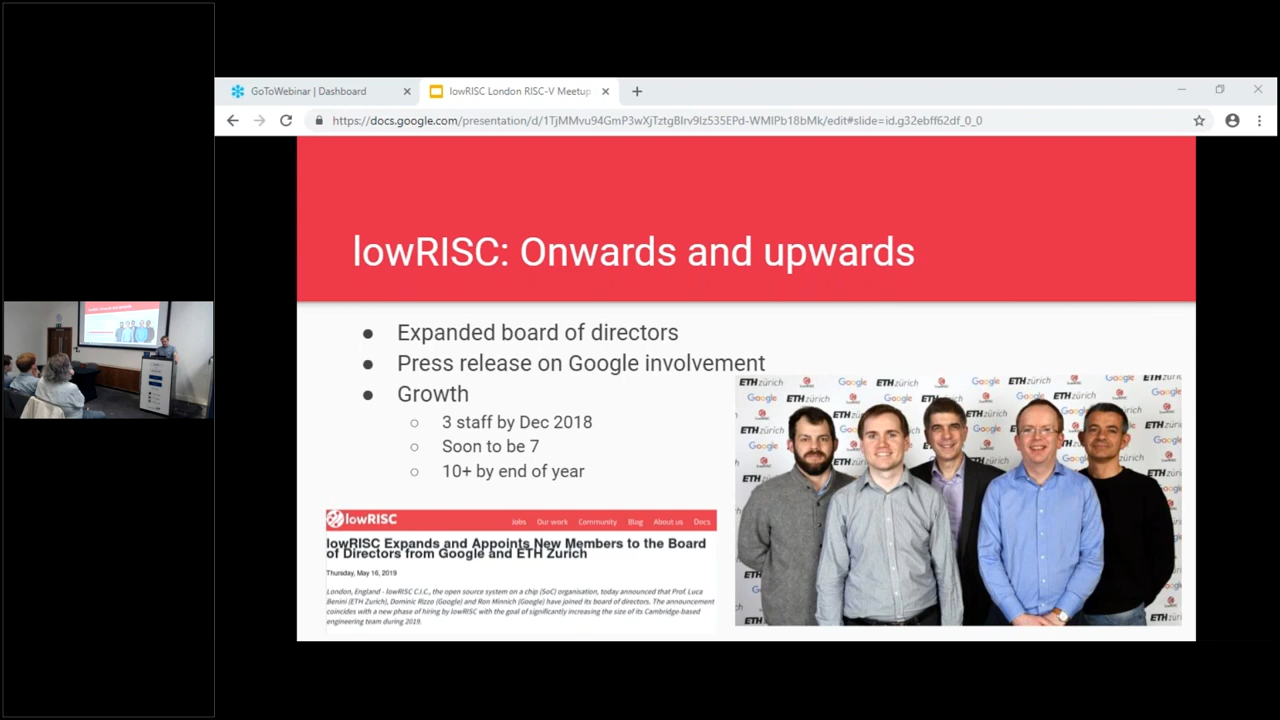 GoToWebinar | Dashboard
lowRISC London RISC-V Meetup
https://docs.google.com/presentation/d/1TjMMvu94GmP3wXjTztgBIrv9Iz535EPd-WMIPb18bMk/edit#slide=id.g32ebff62df_0_0
lowRISC: Onwards and upwards
● Expanded board of directors
● Press release on Google involvement
● Growth
○ 3 staff by Dec 2018
○ Soon to be 7
○ 10+ by end of year
lowRISC
Jobs Our work Community Blog About us Docs
lowRISC Expands and Appoints New Members to the Board
of Directors from Google and ETH Zurich
Thursday, May 16, 2019
London, England - lowRISC C.I.C., the open source system on a chip (SoC) organisation, today announced that Prof. Luca
Benini (ETH Zurich), Dominic Rizzo (Google) and Ron Minnich (Google) have joined its board of directors. The announcement
coincides with a new phase of hiring by lowRISC with the goal of significantly increasing the size of its Cambridge-based
engineering team during 2019.
ETH zürich
Google
lowRISC